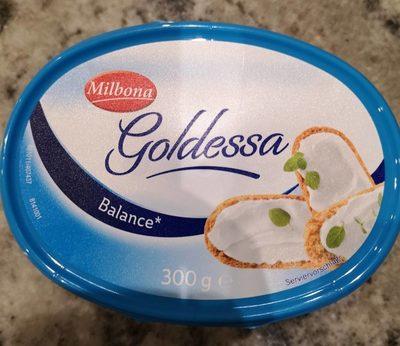 Milbona
Goldessa
Balance*
300 g ℮
Serviervorschlag